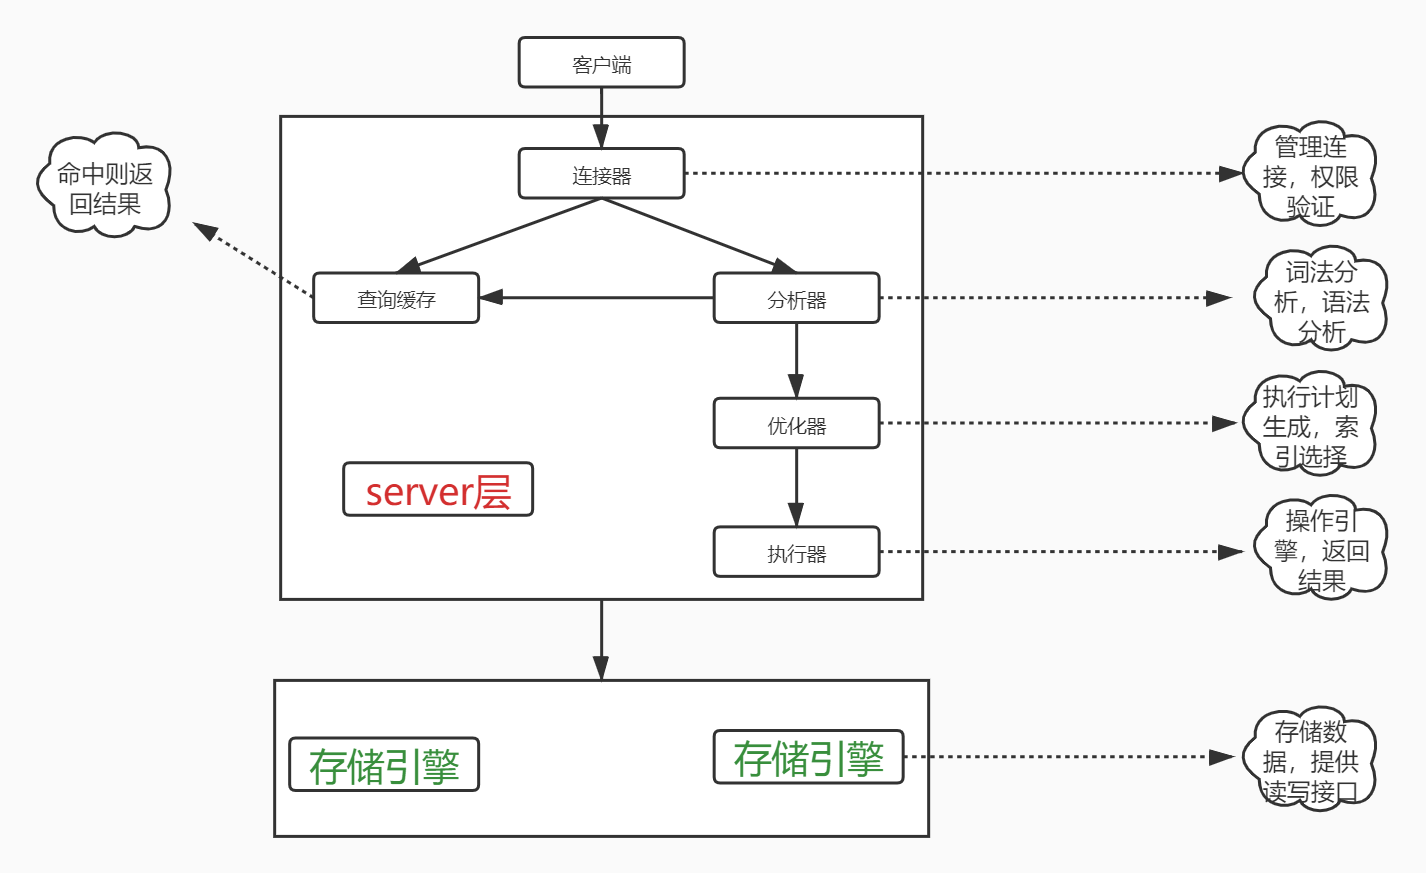 客户端
连接器
命中则返
回结果
管理连
接，权限
验证
查询缓存
分析器
词法分
析，语法
分析
优化器
执行计划
生成，索
引选择
server层
执行器
操作引
擎，返回
结果
存储引擎
存储引擎
存储数
据，提供
读写接口